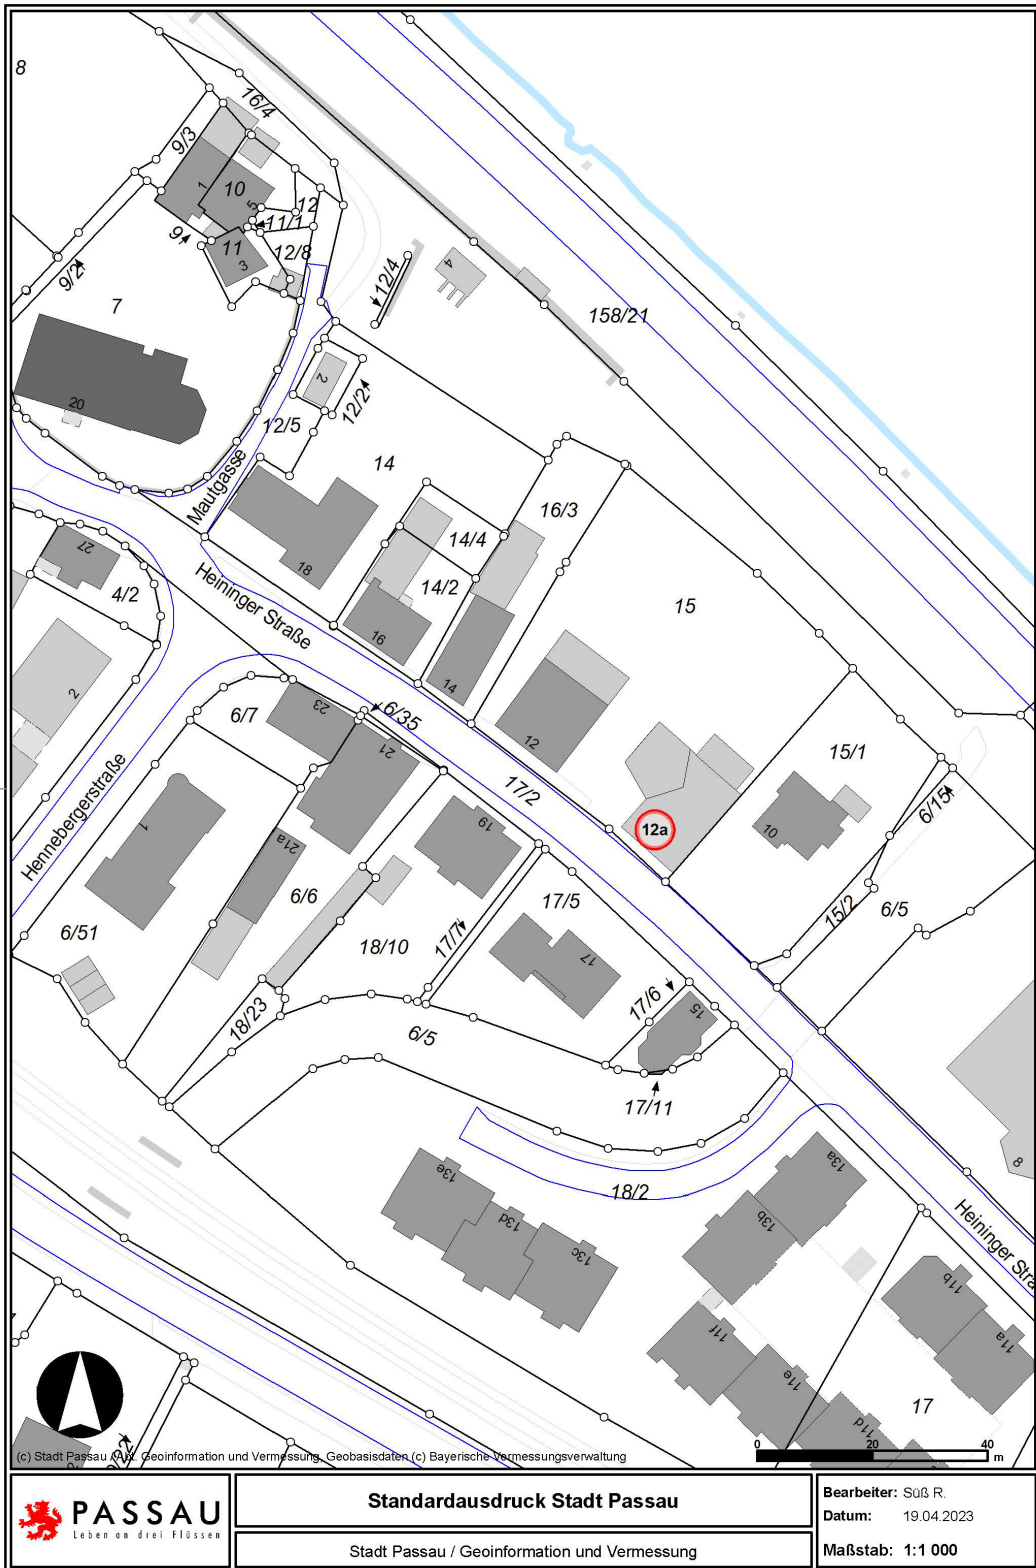 8
16/4
9/3
1
10
5
12
11/1
9
11
3
12/8
9/2
12/4
4
7
158/21
20
2
12/2
12/5
14
Mautgasse
16/3
14/4
27
18
4/2
14/2
15
Heininger Straße
16
14
2
6/7
23
6/35
21
12
15/1
17/2
Hennebergerstraße
12a
10
6/15
1
19
21a
6/6
17/5
15/2
6/5
6/51
18/10
17/7
17
17/6
15
18/23
6/5
17/11
13a
8
13e
18/2
13d
13b
13c
Heininger Stra
11b
11f
11a
11e
17
11d
0 20 40
m
(c) Stadt Passau / Abt. Geoinformation und Vermessung, Geobasisdaten (c) Bayerische Vermessungsverwaltung
PASSAU
Leben an drei Flüssen
Standardausdruck Stadt Passau
Stadt Passau / Geoinformation und Vermessung
Bearbeiter: Süß R.
Datum: 19.04.2023
Maßstab: 1:1 000